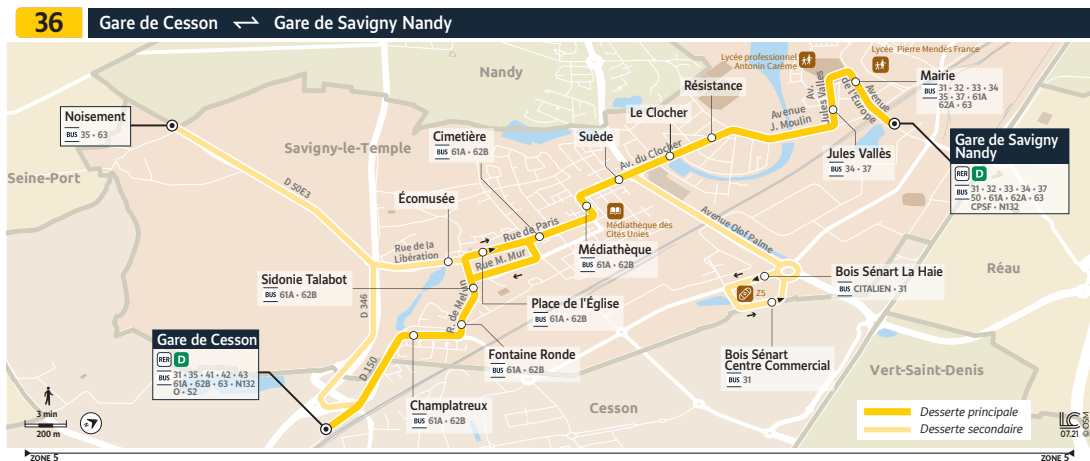 36
Gare de Cesson Gare de Savigny Nandy
Lycée professionnel
Antonin Carême
Lycée Pierre Mendés France
Nandy
Résistance
Mairie
BUS 31 • 32 • 33 • 34
35 • 37 • 61A
62A • 63
Av.
Jules Valles
Avenue
de l'Europe
Noisement
BUS 35 • 63
Le Clocher
Avenue
J. Moulin
Cimetière
BUS 61A • 62B
Suède
Av. du Clocher
Savigny-le-Temple
Jules Vallès
BUS 34 • 37
Gare de Savigny
Nandy
RER D
BUS 31 • 32 • 33 • 34 • 37
50 • 61A • 62A • 63
CPSF • N132
Seine-Port
D 50E3
Écomusée
Rue de Paris
Médiathèque des
Cités Unies
Avenue Olof Palme
Rue de la
Libération
Rue M. Mur
Médiathèque
BUS 61A • 62B
Sidonie Talabot
BUS 61A • 62B
Bois Sénart La Haie
BUS CITALIEN • 31
Réau
Z5
D 346
R. de Melun
Place de l'Église
BUS 61A • 62B
Gare de Cesson
RER D
BUS 31 • 35 • 41 • 42 • 43
61A • 62B • 63 • N132
O • S2
D 150
Fontaine Ronde
BUS 61A • 62B
Bois Sénart
Centre Commercial
BUS 31
Vert-Saint-Denis
Champlatreux
BUS 61A • 62B
Cesson
3 min
200 m
Desserte principale
Desserte secondaire
LC
07.21
© OSM
ZONE 5
ZONE 5